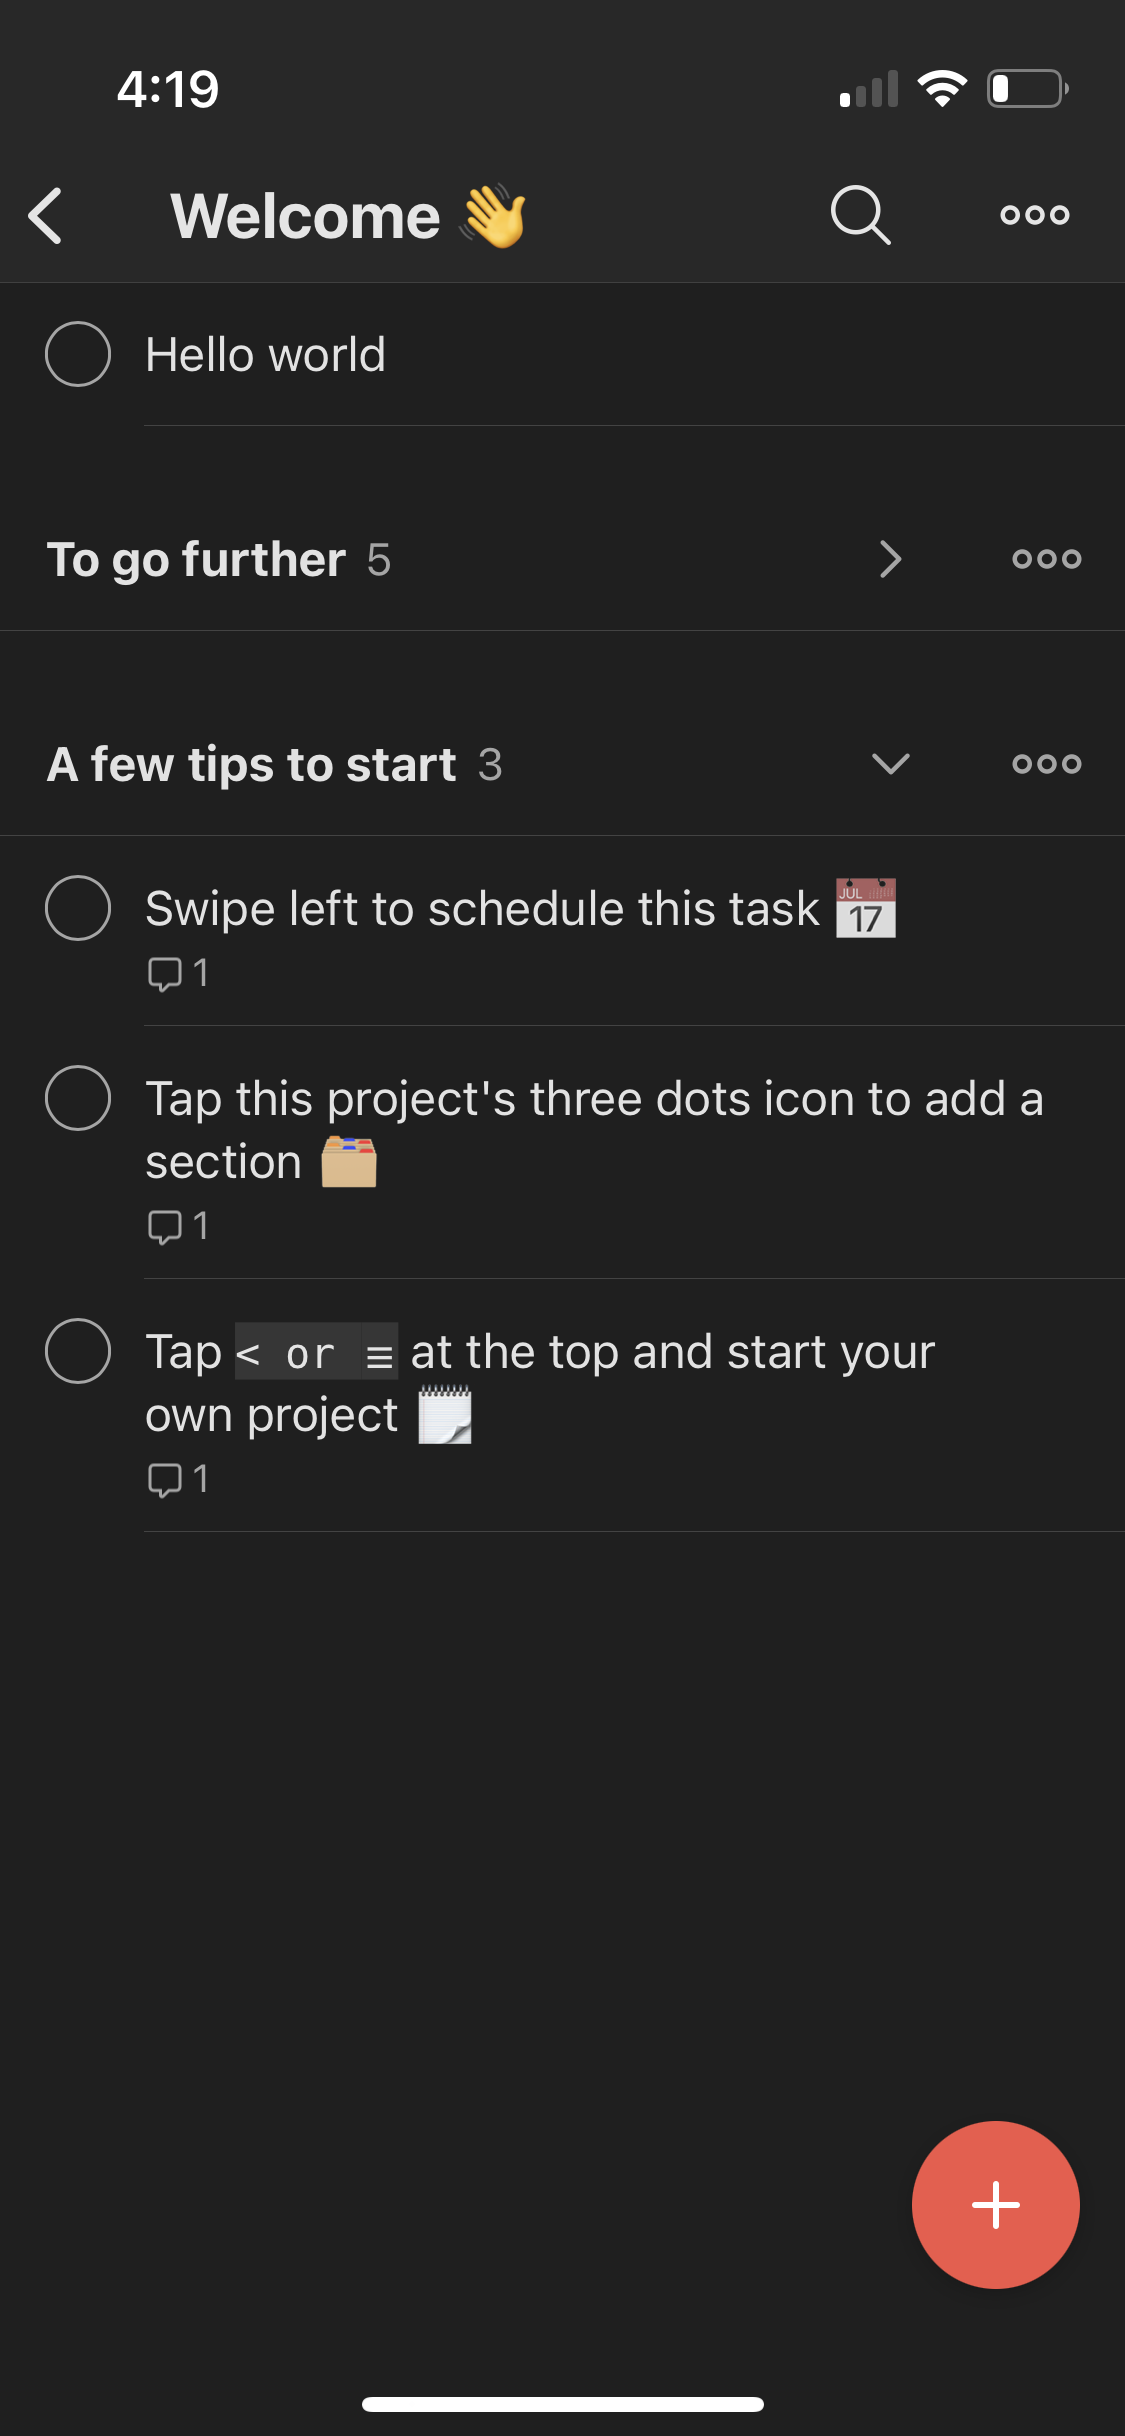 4:19
Welcome 👋
Hello world
To go further 5
A few tips to start 3
Swipe left to schedule this task 📅
1
Tap this project's three dots icon to add a
section 🗂️
1
Tap < or ≡ at the top and start your
own project 🗒️
1